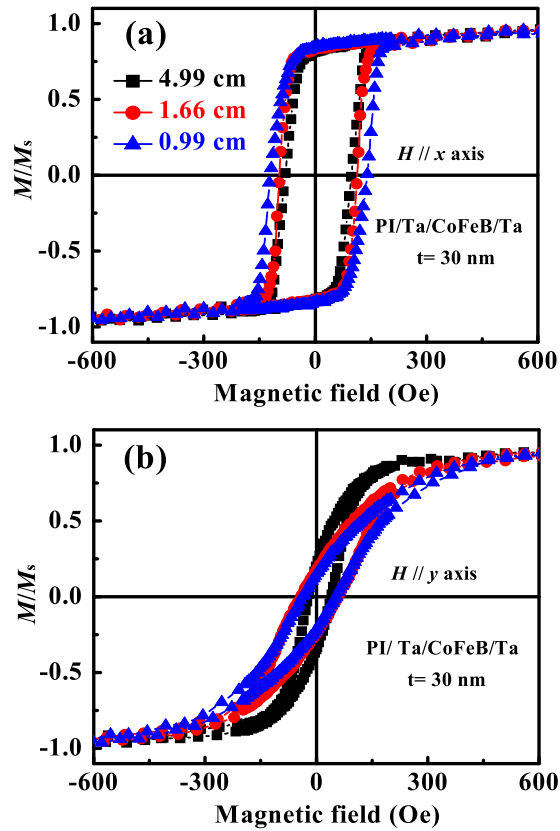 (a)
4.99 cm
1.66 cm
0.99 cm
H // x axis
PI/Ta/CoFeB/Ta
t= 30 nm
1.0
0.5
0.0
-0.5
-1.0
M/Ms
-600 -300 0 300 600
Magnetic field (Oe)
(b)
H // y axis
PI/ Ta/CoFeB/Ta
t= 30 nm
1.0
0.5
0.0
-0.5
-1.0
M/Ms
-600 -300 0 300 600
Magnetic field (Oe)